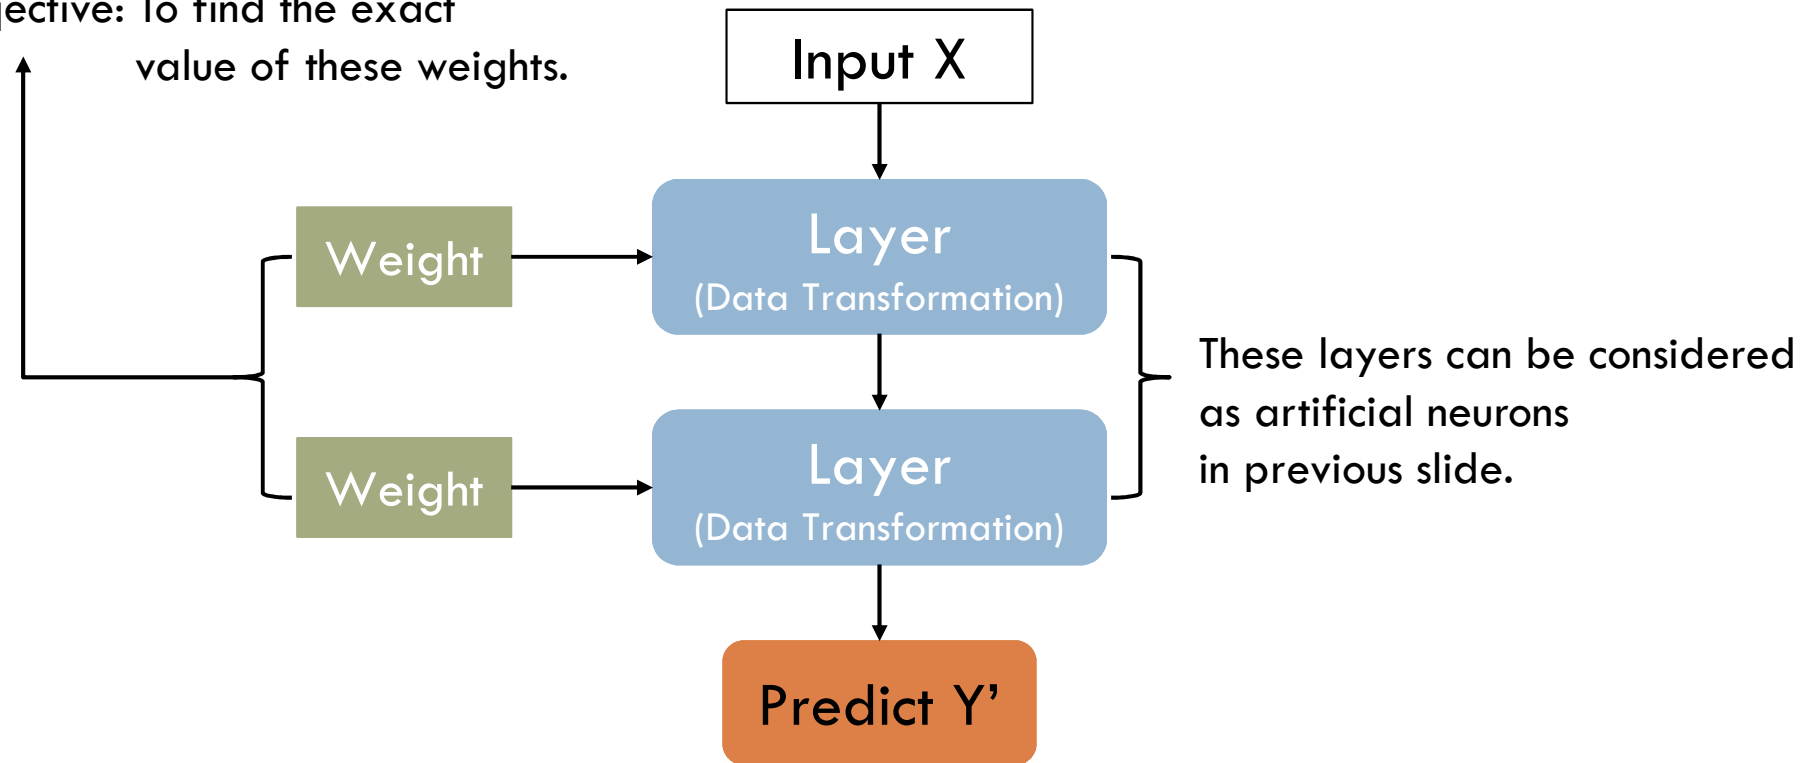 jective: To find the exact
value of these weights.
Input X
Weight
Layer
(Data Transformation)
These layers can be considered
as artificial neurons
in previous slide.
Weight
Layer
(Data Transformation)
Predict Y’